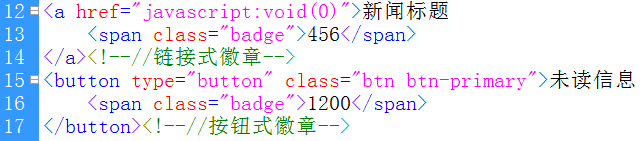 12 <a href="javascript:void(0)">新闻标题
13     <span class="badge">456</span>
14 </a><!--//链接式徽章-->
15 <button type="button" class="btn btn-primary">未读信息
16     <span class="badge">1200</span>
17 </button><!--//按钮式徽章-->